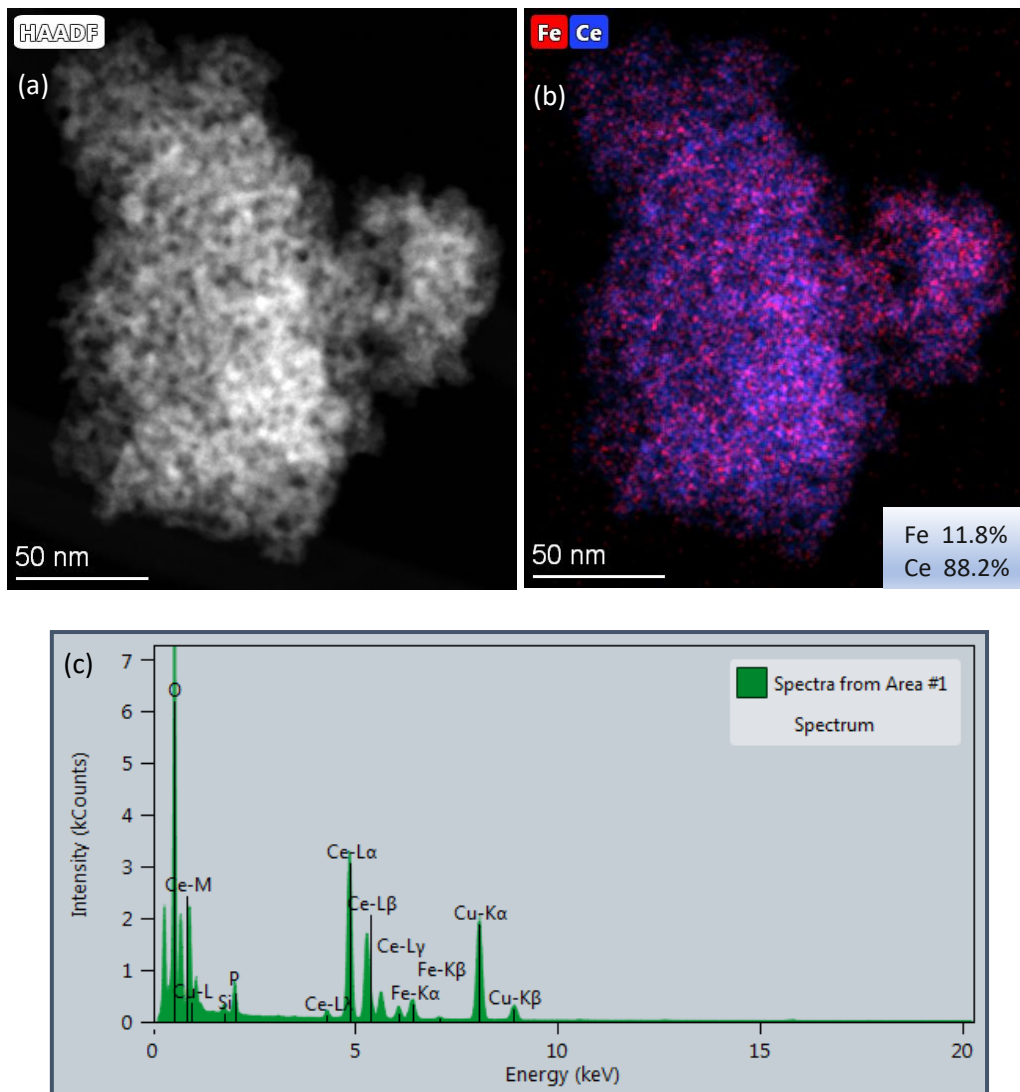 HAADF
(a)
50 nm
Fe Ce
(b)
50 nm
Fe 11.8%
Ce 88.2%
(c)
Intensity (kCounts)
7
6
5
4
3
2
1
0
O
Ce-M
Cu-L
Si
P
Ce-Lλ
Ce-Lα
Ce-Lβ
Ce-Lγ
Fe-Kα
Fe-Kβ
Cu-Kα
Cu-Kβ
Spectra from Area #1
Spectrum
0 5 10 15 20
Energy (keV)